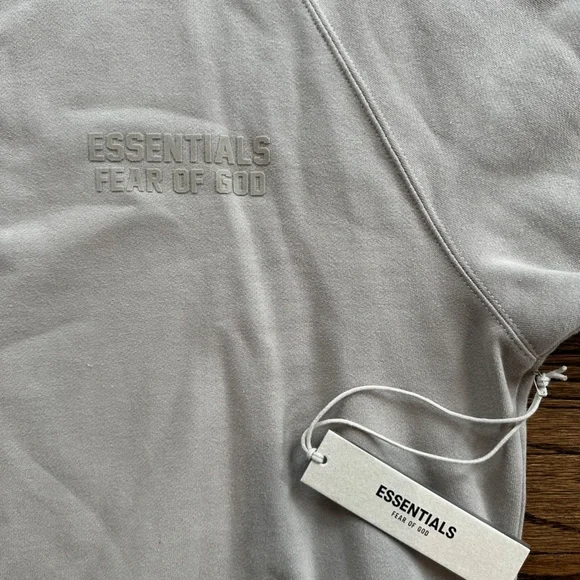 ESSENTIALS
FEAR OF GOD
ESSENTIALS
FEAR OF GOD